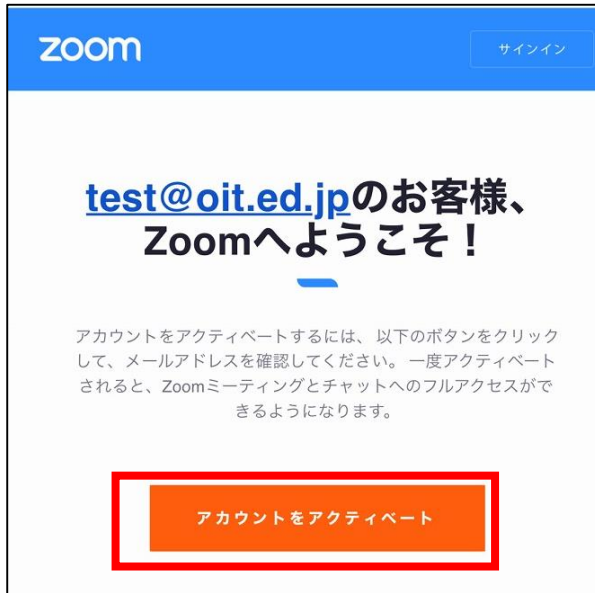 zoom
サインイン
test@oit.ed.jpのお客様、
Zoomへようこそ！
アカウントをアクティベートするには、 以下のボタンをクリック
して、メールアドレスを確認してください。 一度アクティベート
されると、Zoomミーティングとチャットへのフルアクセスがで
きるようになります。
アカウントをアクティベート